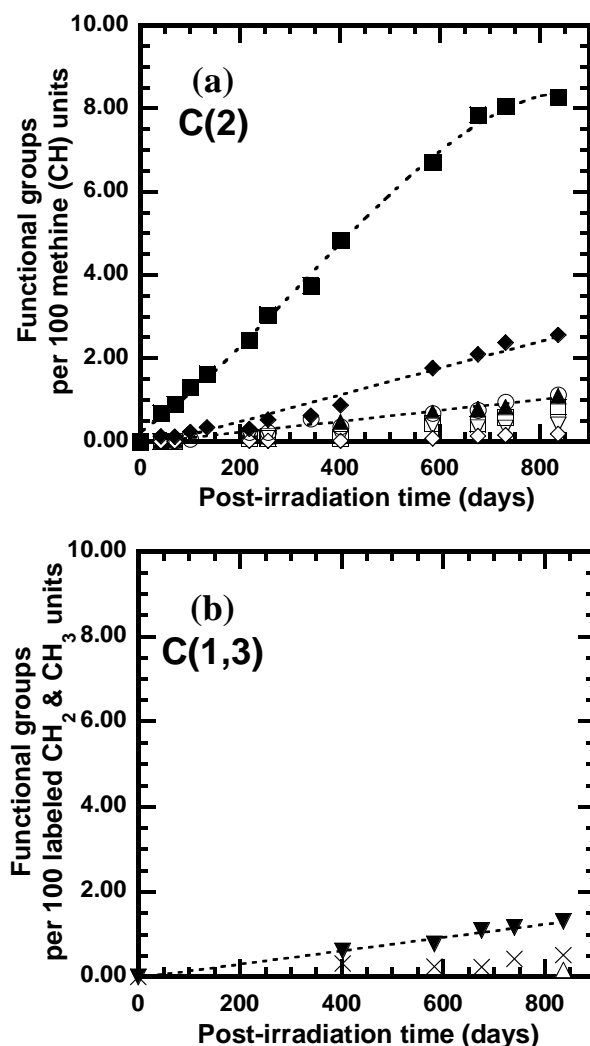 10.00
8.00
6.00
4.00
2.00
0.00
(a)
C(2)
Functional groups
per 100 methine (CH) units
0 200 400 600 800
Post-irradiation time (days)
10.00
8.00
6.00
4.00
2.00
0.00
(b)
C(1,3)
Functional groups
per 100 labeled CH2 & CH3 units
0 200 400 600 800
Post-irradiation time (days)